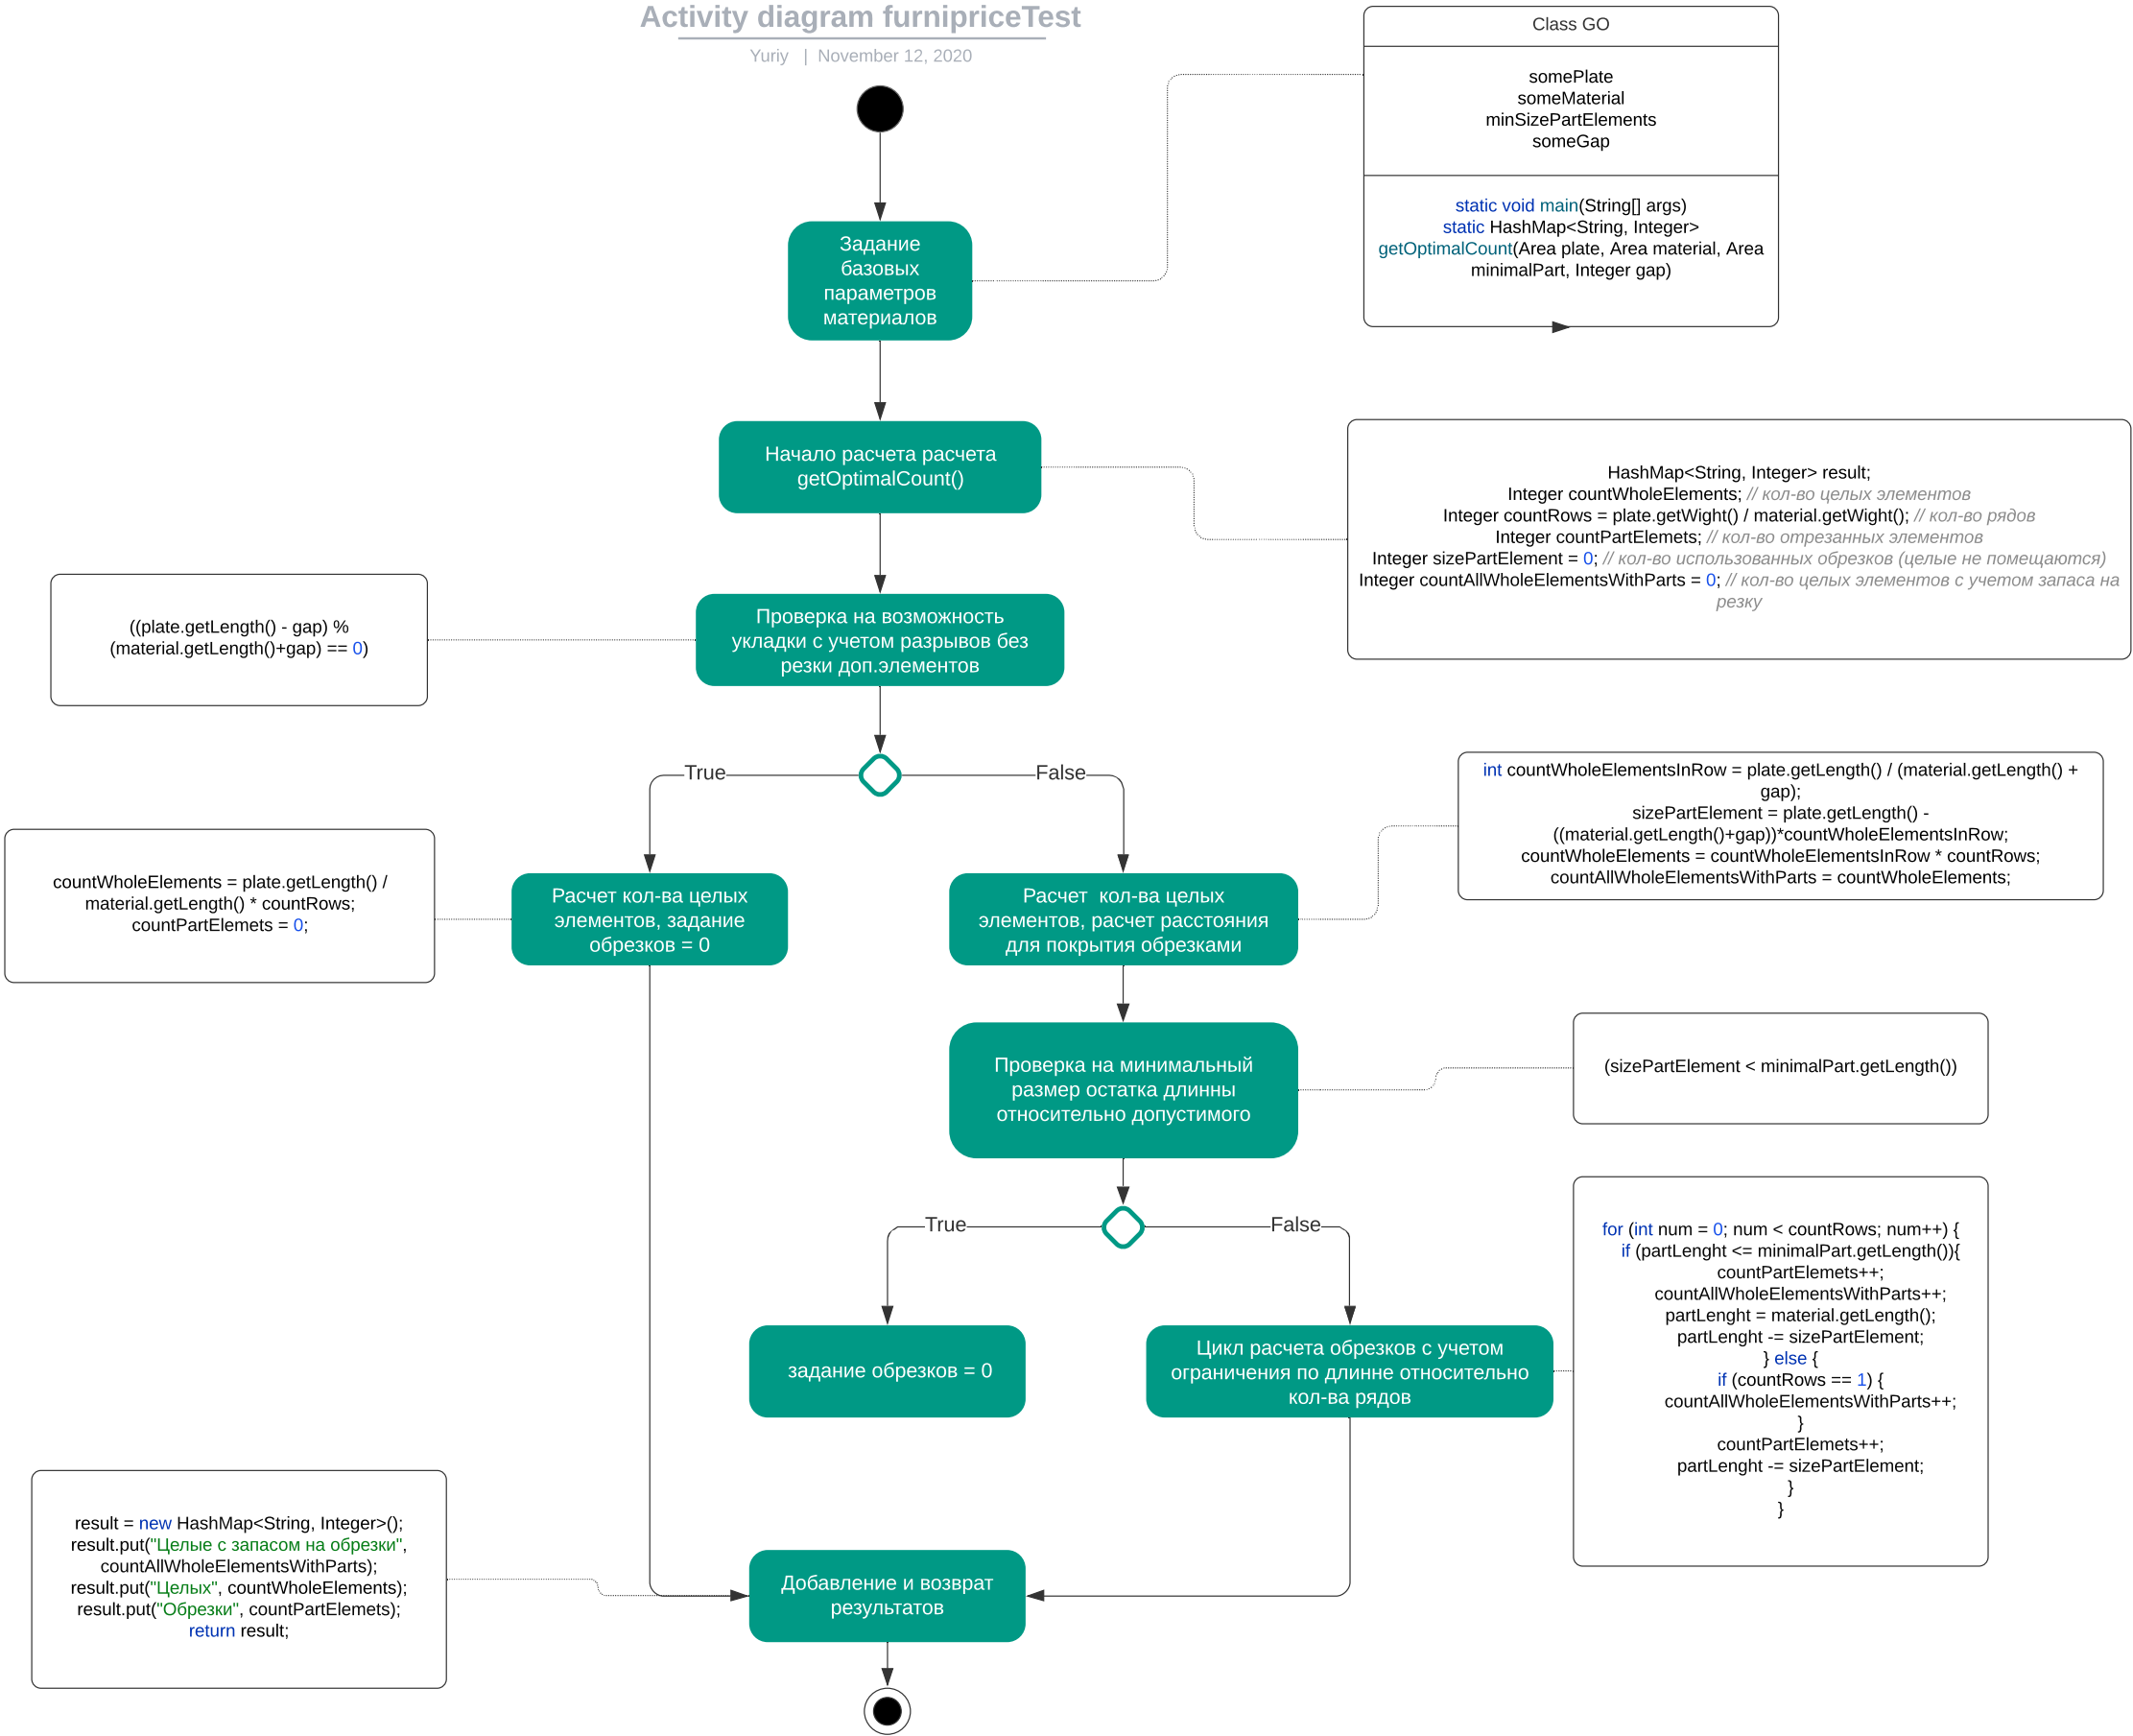 Activity diagram furnipriceTest
Yuriy | November 12, 2020
Class GO
somePlate
someMaterial
minSizePartElements
someGap
static void main(String[] args)
static HashMap<String, Integer>
getOptimalCount(Area plate, Area material, Area
minimalPart, Integer gap)
Задание
базовых
параметров
материалов
Начало расчета расчета
getOptimalCount()
HashMap<String, Integer> result;
Integer countWholeElements; // кол-во целых элементов
Integer countRows = plate.getWight() / material.getWight(); // кол-во рядов
Integer countPartElemets; // кол-во отрезанных элементов
Integer sizePartElement = 0; // кол-во использованных обрезков (целые не помещаются)
Integer countAllWholeElementsWithParts = 0; // кол-во целых элементов с учетом запаса на
резку
((plate.getLength() - gap) %
(material.getLength()+gap) == 0)
Проверка на возможность
укладки с учетом разрывов без
резки доп.элементов
True
False
int countWholeElementsInRow = plate.getLength() / (material.getLength() +
gap);
sizePartElement = plate.getLength() -
((material.getLength()+gap))*countWholeElementsInRow;
countWholeElements = countWholeElementsInRow * countRows;
countAllWholeElementsWithParts = countWholeElements;
countWholeElements = plate.getLength() /
material.getLength() * countRows;
countPartElemets = 0;
Расчет кол-ва целых
элементов, задание
обрезков = 0
Расчет  кол-ва целых
элементов, расчет расстояния
для покрытия обрезками
Проверка на минимальный
размер остатка длинны
относительно допустимого
(sizePartElement < minimalPart.getLength())
True
False
for (int num = 0; num < countRows; num++) {
if (partLenght <= minimalPart.getLength()){
countPartElemets++;
countAllWholeElementsWithParts++;
partLenght = material.getLength();
partLenght -= sizePartElement;
} else {
if (countRows == 1) {
countAllWholeElementsWithParts++;
}
countPartElemets++;
partLenght -= sizePartElement;
}
}
задание обрезков = 0
Цикл расчета обрезков с учетом
ограничения по длинне относительно
кол-ва рядов
result = new HashMap<String, Integer>();
result.put("Целые с запасом на обрезки",
countAllWholeElementsWithParts);
result.put("Целых", countWholeElements);
result.put("Обрезки", countPartElemets);
return result;
Добавление и возврат
результатов